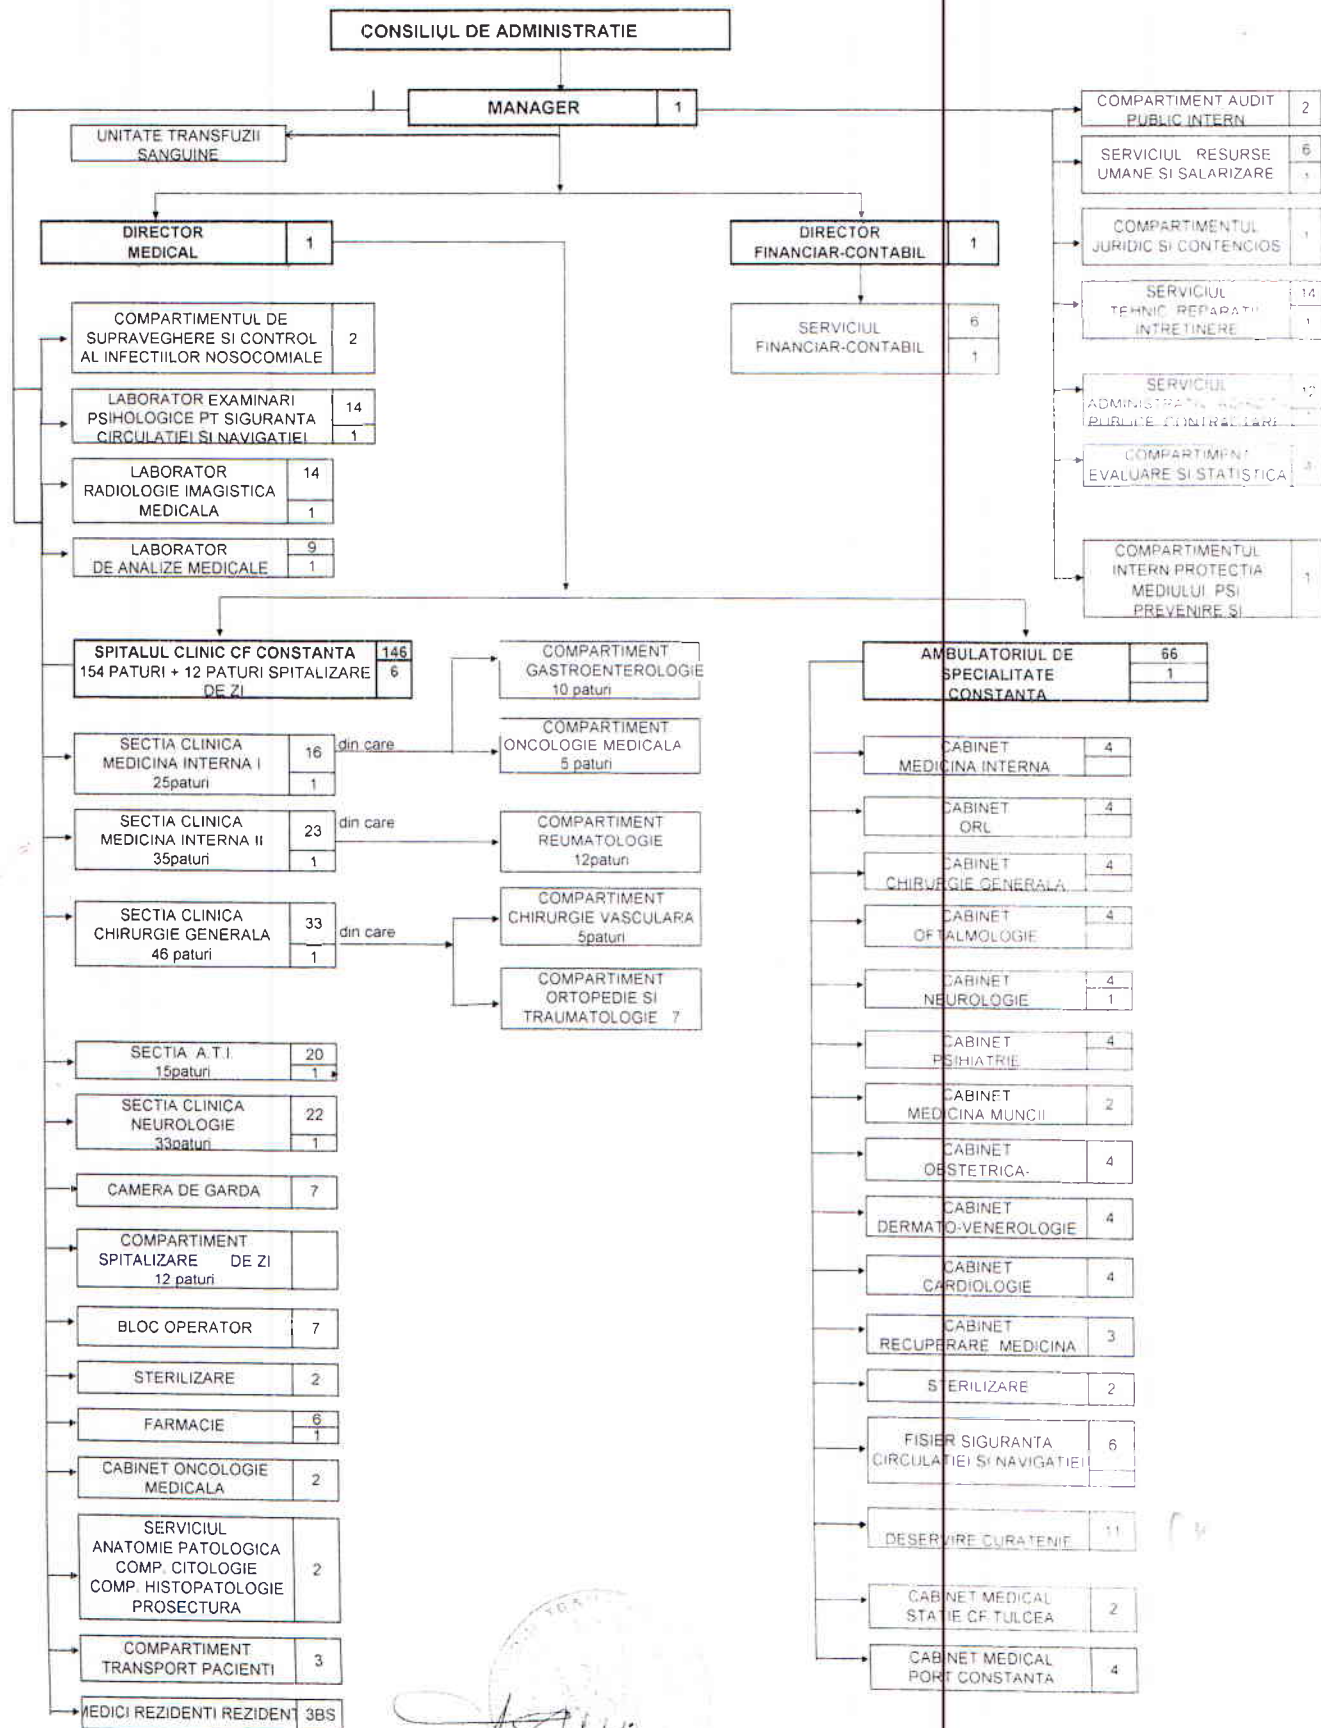 CONSILIUL DE ADMINISTRATIE
MANAGER 1
UNITATE TRANSFUZII
SANGUINE
COMPARTIMENT AUDIT
PUBLIC INTERN
2
SERVICIUL RESURSE
UMANE SI SALARIZARE
6
1
COMPARTIMENTUL
JURIDIC SI CONTENCIOS
1
SERVICIUL
TEHNIC REPARATII
INTRETINERE
14
1
SERVICIUL
PUBLICE CONTRACTARE
12
COMPARTIMENT
EVALUARE SI STATISTICA
COMPARTIMENTUL
INTERN PROTECTIA
MEDIULUI PSI
PREVENIRE SI
1
DIRECTOR
MEDICAL
1
DIRECTOR
FINANCIAR-CONTABIL
1
SERVICIUL
FINANCIAR-CONTABIL
6
1
COMPARTIMENTUL DE
SUPRAVEGHERE SI CONTROL
AL INFECTIILOR NOSOCOMIALE
2
LABORATOR EXAMINARI
PSIHOLOGICE PT SIGURANTA
CIRCULATIEI SI NAVIGATIEI
14
1
LABORATOR
RADIOLOGIE IMAGISTICA
MEDICALA
14
1
LABORATOR
DE ANALIZE MEDICALE
9
1
SPITALUL CLINIC CF CONSTANTA
154 PATURI + 12 PATURI SPITALIZARE
DE ZI
146
6
SECTIA CLINICA
MEDICINA INTERNA I
25paturi
16
1
din care
COMPARTIMENT
GASTROENTEROLOGIE
10 paturi
COMPARTIMENT
ONCOLOGIE MEDICALA
5 paturi
SECTIA CLINICA
MEDICINA INTERNA II
35paturi
23
1
din care
COMPARTIMENT
REUMATOLOGIE
12paturi
SECTIA CLINICA
CHIRURGIE GENERALA
46 paturi
33
1
din care
COMPARTIMENT
CHIRURGIE VASCULARA
5paturi
COMPARTIMENT
ORTOPEDIE SI
TRAUMATOLOGIE 7
SECTIA A.T.I.
15paturi
20
1
SECTIA CLINICA
NEUROLOGIE
33paturi
22
1
CAMERA DE GARDA 7
COMPARTIMENT
SPITALIZARE DE ZI
12 paturi
BLOC OPERATOR 7
STERILIZARE 2
FARMACIE
6
1
CABINET ONCOLOGIE
MEDICALA
2
SERVICIUL
ANATOMIE PATOLOGICA
COMP. CITOLOGIE
COMP. HISTOPATOLOGIE
PROSECTURA
2
COMPARTIMENT
TRANSPORT PACIENTI
3
MEDICI REZIDENTI REZIDENT 3BS
AMBULATORIUL DE
SPECIALITATE
CONSTANTA
66
1
CABINET
MEDICINA INTERNA
4
CABINET
ORL
4
CABINET
CHIRURGIE GENERALA
4
CABINET
OFTALMOLOGIE
4
CABINET
NEUROLOGIE
4
1
CABINET
PSIHIATRIE
4
CABINET
MEDICINA MUNCII
2
CABINET
OBSTETRICA-
4
CABINET
DERMATO-VENEROLOGIE
4
CABINET
CARDIOLOGIE
4
CABINET
RECUPERARE MEDICINA
3
STERILIZARE 2
FISIER SIGURANTA
CIRCULATIEI SI NAVIGATIEI
6
DESERVIRE CURATENIE
11
CABINET MEDICAL
STATIE CF TULCEA
2
CABINET MEDICAL
PORT CONSTANTA
4